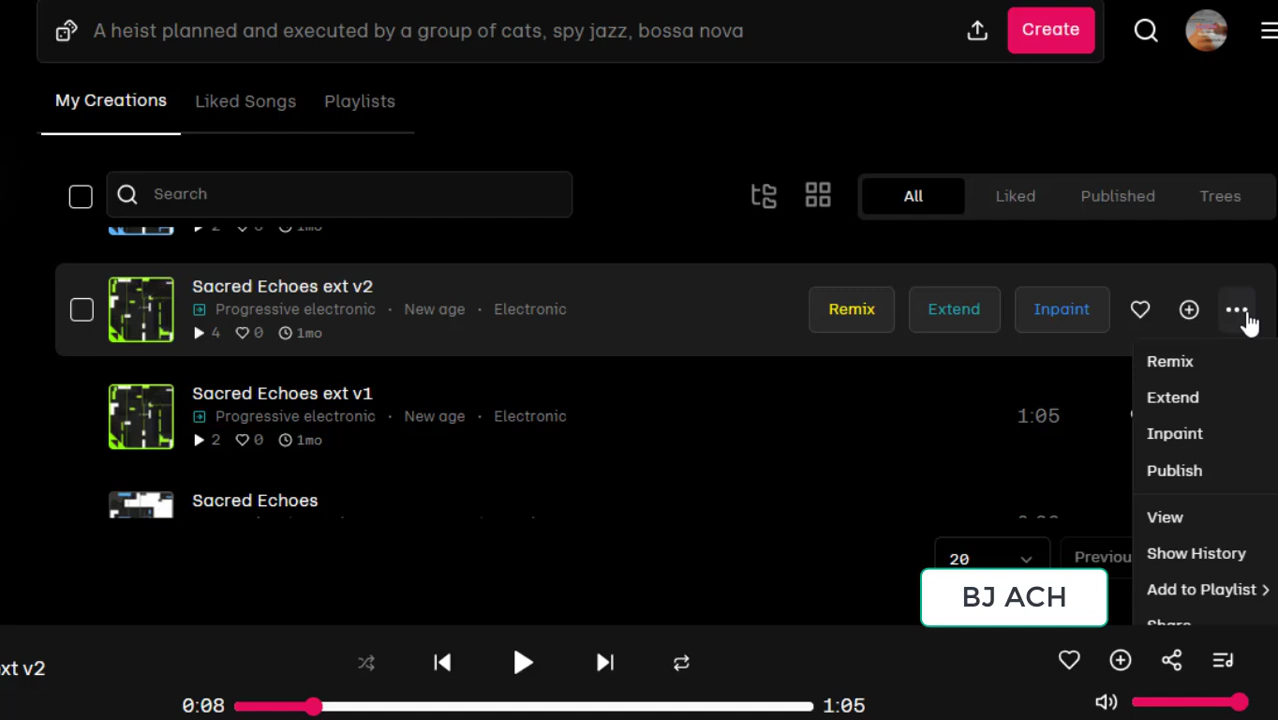 A heist planned and executed by a group of cats, spy jazz, bossa nova
Create
My Creations Liked Songs Playlists
Search
All Liked Published Trees
Sacred Echoes ext v2
Progressive electronic · New age · Electronic
4 0 1mo
Remix Extend Inpaint
Remix
Extend
Inpaint
Publish
View
Show History
Add to Playlist
Share
Sacred Echoes ext v1
Progressive electronic · New age · Electronic
2 0 1mo
1:05
Sacred Echoes
20 Previou
BJ ACH
xt v2
0:08 1:05